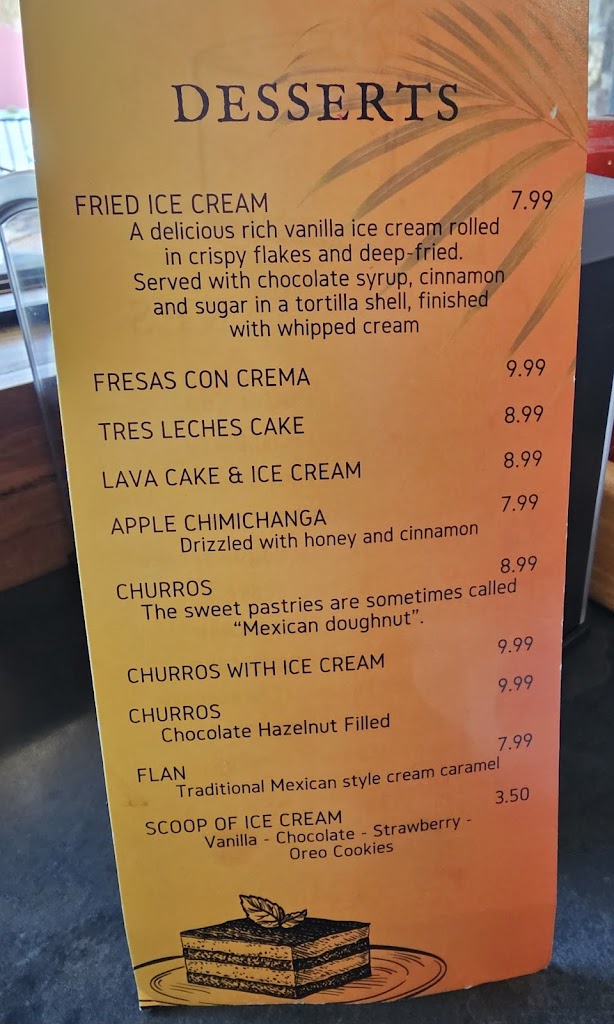 DESSERTS
FRIED ICE CREAM 7.99
A delicious rich vanilla ice cream rolled
in crispy flakes and deep-fried.
Served with chocolate syrup, cinnamon
and sugar in a tortilla shell, finished
with whipped cream
FRESAS CON CREMA 9.99
TRES LECHES CAKE 8.99
LAVA CAKE & ICE CREAM 8.99
APPLE CHIMICHANGA 7.99
Drizzled with honey and cinnamon
CHURROS 8.99
The sweet pastries are sometimes called
“Mexican doughnut”.
CHURROS WITH ICE CREAM 9.99
CHURROS 9.99
Chocolate Hazelnut Filled
FLAN 7.99
Traditional Mexican style cream caramel
SCOOP OF ICE CREAM 3.50
Vanilla - Chocolate - Strawberry -
Oreo Cookies